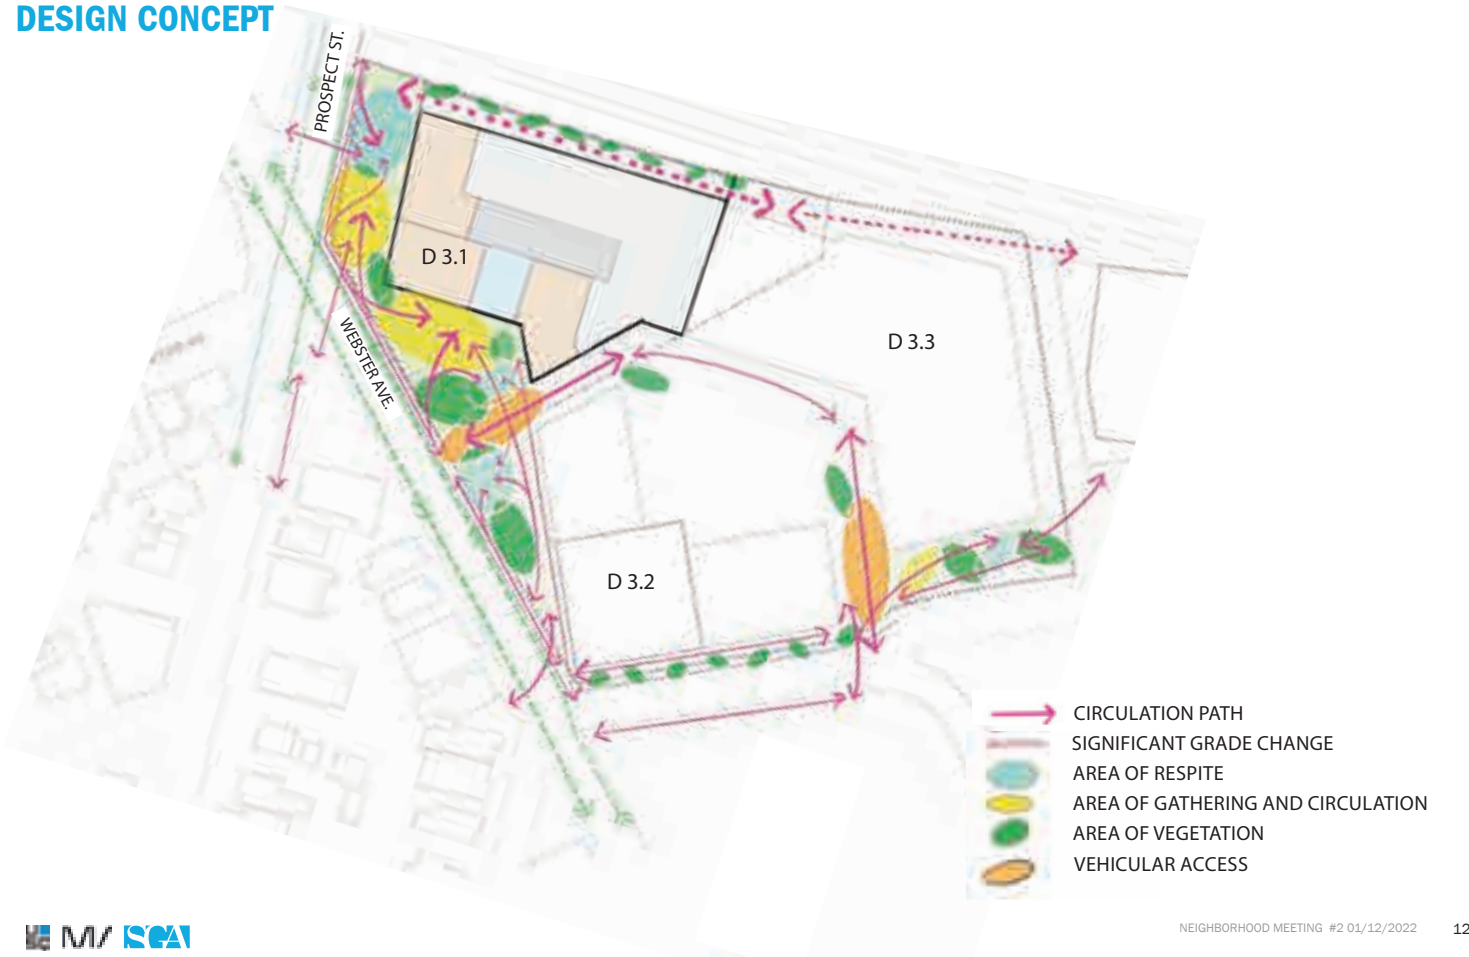 DESIGN CONCEPT
PROSPECT ST.
D 3.1
WEBSTER AVE.
D 3.3
D 3.2
CIRCULATION PATH
SIGNIFICANT GRADE CHANGE
AREA OF RESPITE
AREA OF GATHERING AND CIRCULATION
AREA OF VEGETATION
VEHICULAR ACCESS
SGA
NEIGHBORHOOD MEETING #2 01/12/2022 12